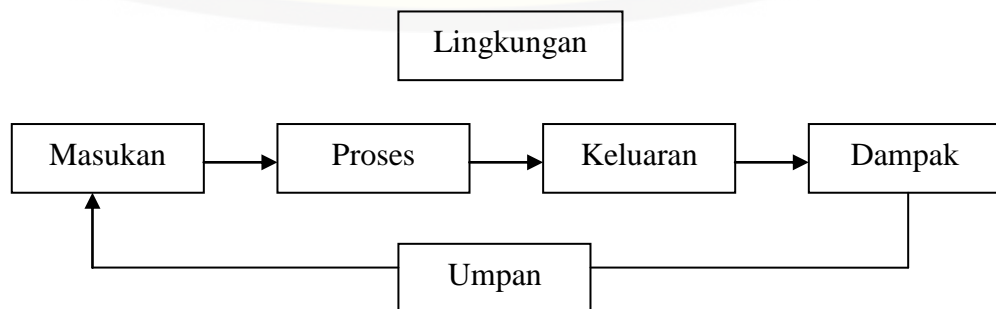 Lingkungan
Masukan
Proses
Keluaran
Dampak
Umpan